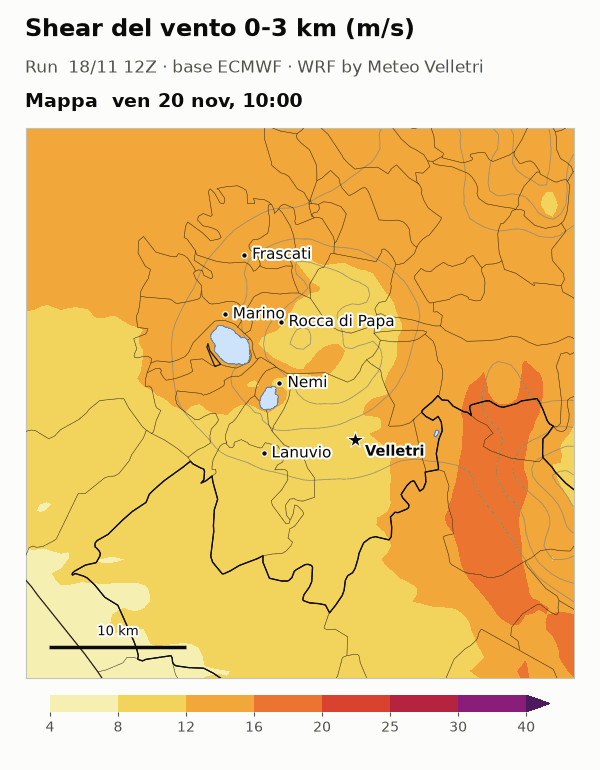 Shear del vento 0-3 km (m/s)
Run  18/11 12Z · base ECMWF · WRF by Meteo Velletri
Mappa  ven 20 nov, 10:00
Frascati
Marino
Rocca di Papa
Nemi
Velletri
Lanuvio
10 km
4 8 12 16 20 25 30 40